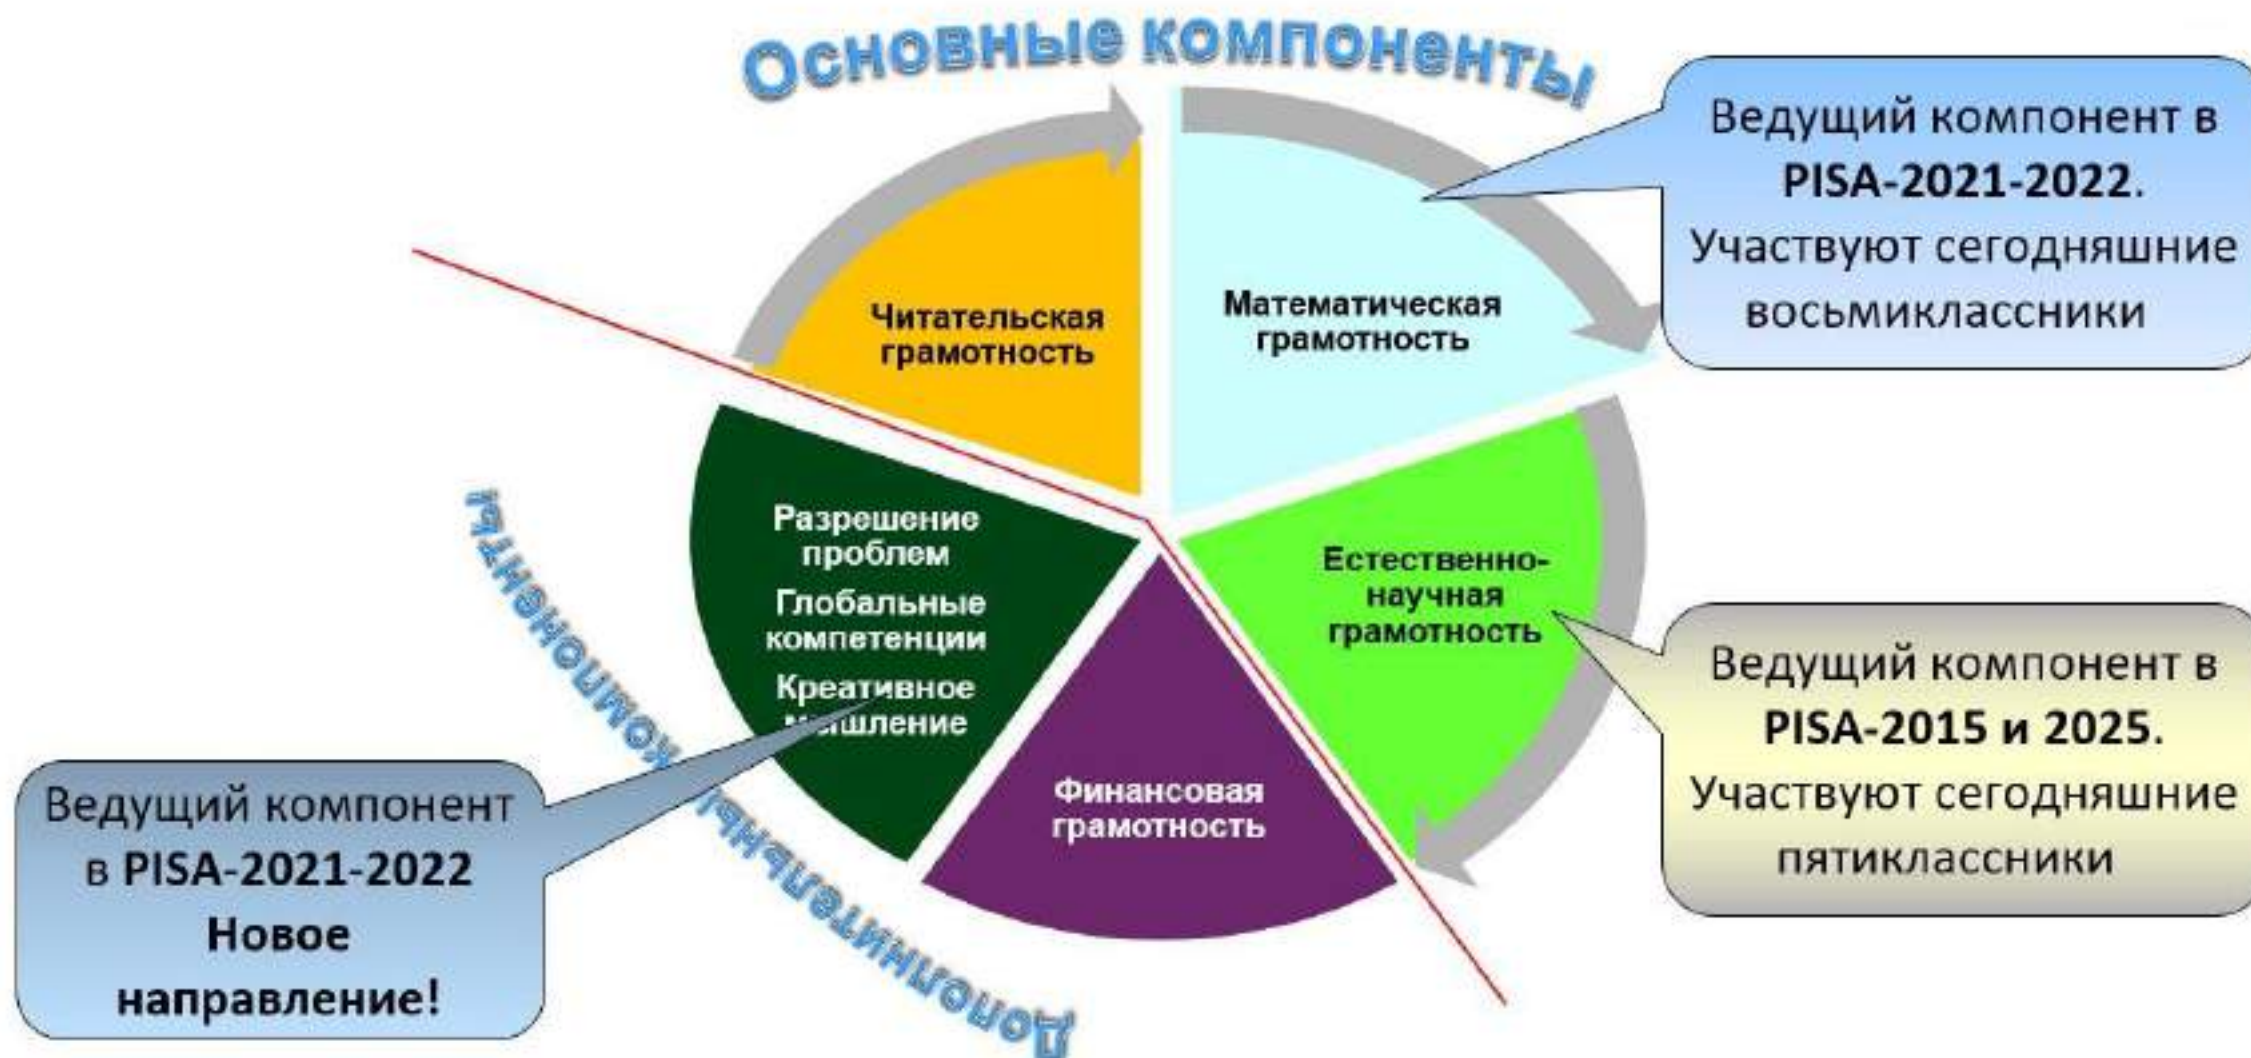 Основные компоненты
Ведущий компонент в
PISA-2021-2022.
Участвуют сегодняшние
восьмиклассники
Читательская
грамотность
Математическая
грамотность
Разрешение
проблем
Глобальные
компетенции
Креативное
мышление
Естественно-
научная
грамотность
Финансовая
грамотность
Ведущий компонент в
PISA-2015 и 2025.
Участвуют сегодняшние
пятиклассники
Ведущий компонент
в PISA-2021-2022
Новое
направление!
Дополнительные компоненты